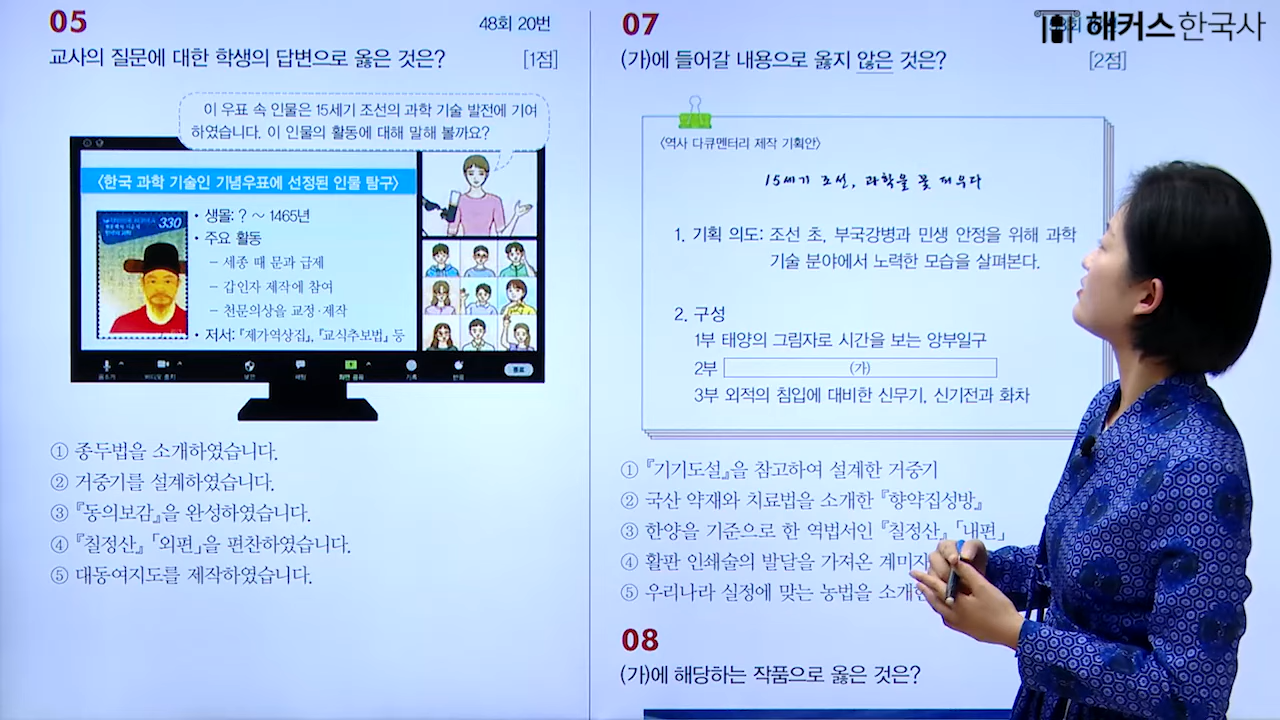 05
48회 20번
교사의 질문에 대한 학생의 답변으로 옳은 것은?
[1점]
이 우표 속 인물은 15세기 조선의 과학 기술 발전에 기여
하였습니다. 이 인물의 활동에 대해 말해 볼까요?
〈한국 과학 기술인 기념우표에 선정된 인물 탐구〉
330
• 생몰: ? ~ 1465년
• 주요 활동
- 세종 때 문과 급제
- 갑인자 제작에 참여
- 천문의상을 교정·제작
• 저서: 『제가역상집』, 『교식추보법』 등
종료
① 종두법을 소개하였습니다.
② 거중기를 설계하였습니다.
③ 『동의보감』을 완성하였습니다.
④ 『칠정산』 「외편」을 편찬하였습니다.
⑤ 대동여지도를 제작하였습니다.
07
해커스한국사
(가)에 들어갈 내용으로 옳지 않은 것은?
[2점]
〈역사 다큐멘터리 제작 기획안〉
15세기 조선, 과학을 꽃 피우다
1. 기획 의도: 조선 초, 부국강병과 민생 안정을 위해 과학
기술 분야에서 노력한 모습을 살펴본다.
2. 구성
1부 태양의 그림자로 시간을 보는 앙부일구
2부 (가)
3부 외적의 침입에 대비한 신무기, 신기전과 화차
① 『기기도설』을 참고하여 설계한 거중기
② 국산 약재와 치료법을 소개한 『향약집성방』
③ 한양을 기준으로 한 역법서인 『칠정산』 「내편」
④ 활판 인쇄술의 발달을 가져온 계미자
⑤ 우리나라 실정에 맞는 농법을 소개한
08
(가)에 해당하는 작품으로 옳은 것은?